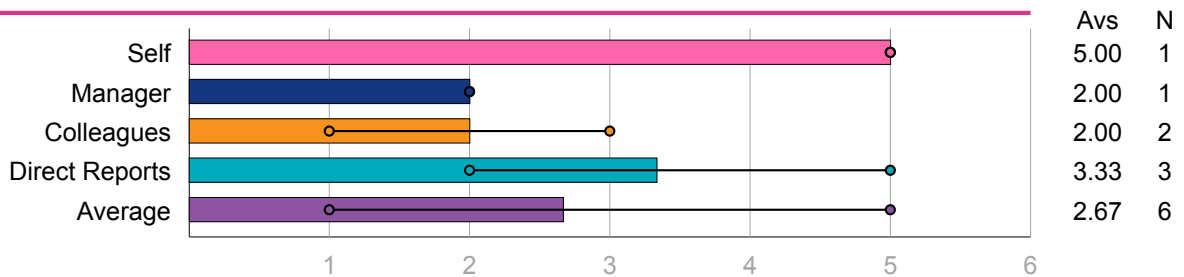 Avs N
Self 5.00 1
Manager 2.00 1
Colleagues 2.00 2
Direct Reports 3.33 3
Average 2.67 6
1 2 3 4 5 6